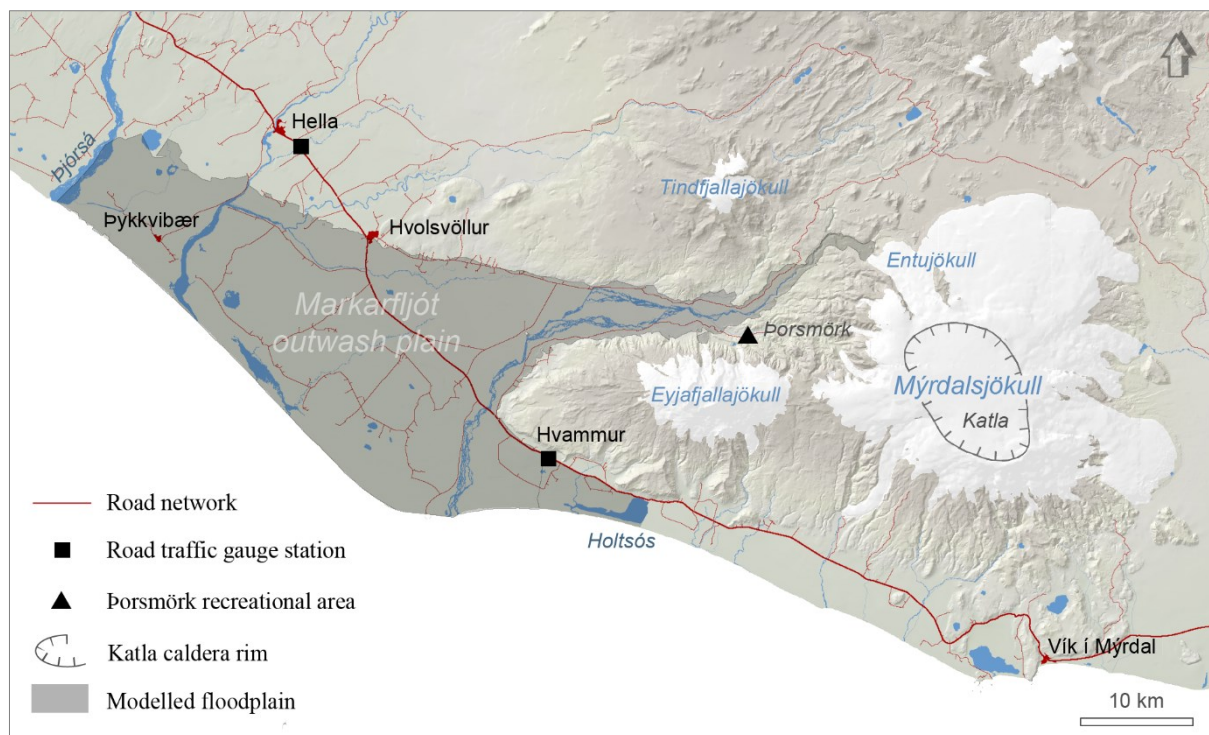 Hella
Þjórsá
Tindfjallajökull
Þykkvibær
Hvolsvöllur
Entujökull
Markarfljót
outwash plain
Þorsmörk
Eyjafjallajökull
Mýrdalsjökull
Katla
Hvammur
Road network
Road traffic gauge station
Holtsós
Þorsmörk recreational area
Katla caldera rim
Vík í Mýrdal
Modelled floodplain
10 km